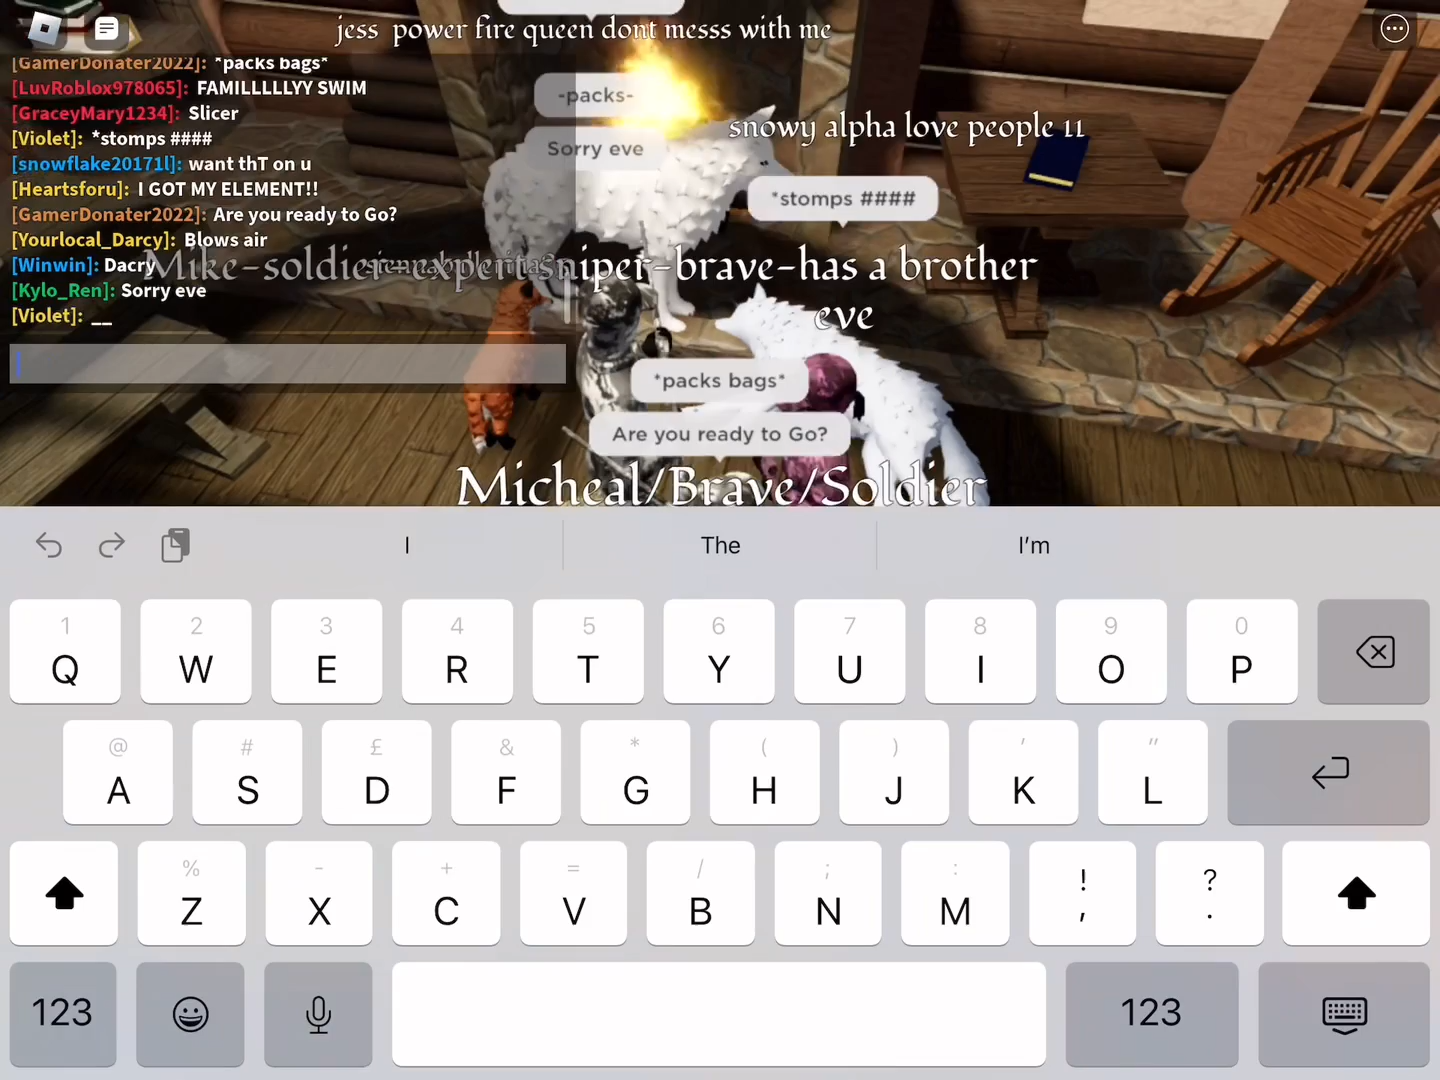 jess power fire queen dont messs with me
[GamerDonater2022]: *packs bags*
[LuvRoblox978065]: FAMILLLLLYY SWIM
[GraceyMary1234]: Slicer
[Violet]: *stomps ####
[snowflake20171l]: want thT on u
[Heartsforu]: I GOT MY ELEMENT!!
[GamerDonater2022]: Are you ready to Go?
[Yourlocal_Darcy]: Blows air
[Winwin]: Dacry
[Kylo_Ren]: Sorry eve
[Violet]: __
-packs-
Sorry eve
snowy alpha love people 11
*stomps ####
Mike-soldier-expert sniper-brave-has a brother
eve
*packs bags*
Are you ready to Go?
Micheal/Brave/Soldier
I The I'm
1 2 3 4 5 6 7 8 9 0
Q W E R T Y U I O P
@ # £ & * ( ) ' "
A S D F G H J K L
% - + = / ; : ! ?
Z X C V B N M , .
123 123